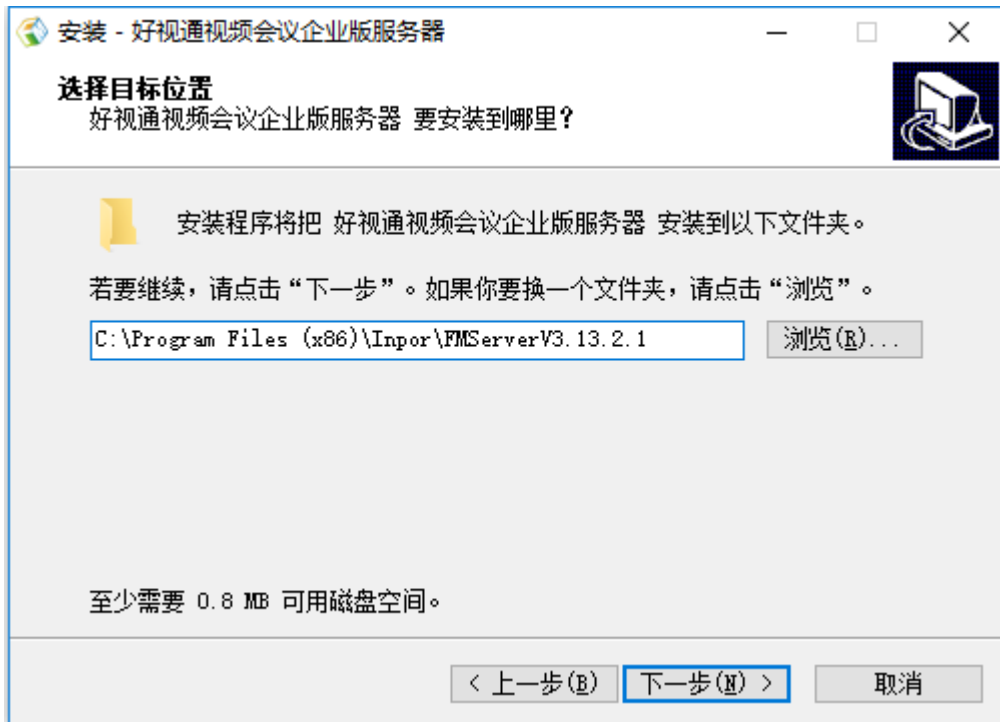 安装 - 好视通视频会议企业版服务器
选择目标位置
好视通视频会议企业版服务器 要安装到哪里?
安装程序将把 好视通视频会议企业版服务器 安装到以下文件夹。
若要继续,请点击“下一步”。如果你要换一个文件夹,请点击“浏览”。
C:\Program Files (x86)\Inpor\FMServerV3.13.2.1
浏览(R)...
至少需要 0.8 MB 可用磁盘空间。
< 上一步(B) 下一步(N) > 取消